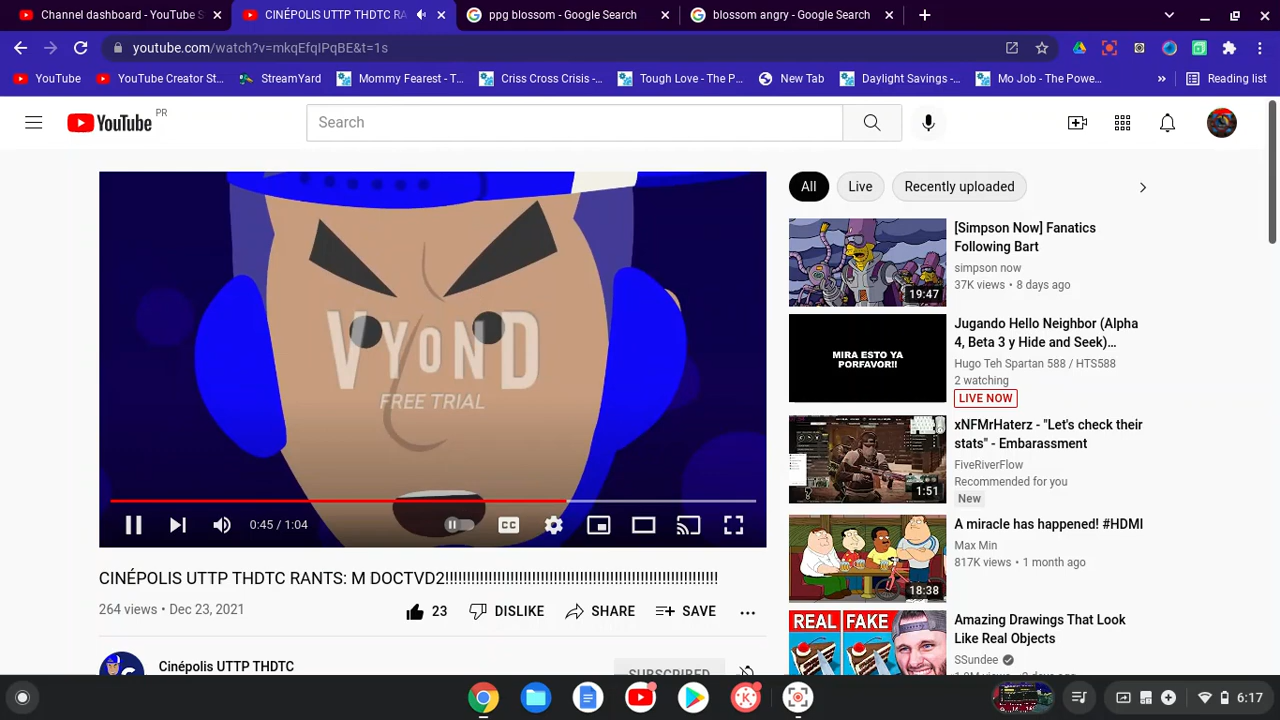 Channel dashboard - YouTube S
CINÉPOLIS UTTP THDTC RA
ppg blossom - Google Search
blossom angry - Google Search
youtube.com/watch?v=mkqEfqIPqBE&t=1s
YouTube
YouTube Creator St...
StreamYard
Mommy Fearest - T...
Criss Cross Crisis -...
Tough Love - The P...
New Tab
Daylight Savings -...
Mo Job - The Powe...
»
Reading list
YouTube PR
Search
VYOND
FREE TRIAL
0:45 / 1:04
CC
CINÉPOLIS UTTP THDTC RANTS: M DOCTVD2!!!!!!!!!!!!!!!!!!!!!!!!!!!!!!!!!!!!!!!!!!!!!!!!!!!!!!!!!!!!!!!
264 views • Dec 23, 2021
23
DISLIKE
SHARE
SAVE
Cinépolis UTTP THDTC
SUBSCRIBED
All
Live
Recently uploaded
19:47
[Simpson Now] Fanatics
Following Bart
simpson now
37K views • 8 days ago
MIRA ESTO YA
PORFAVOR!!
Jugando Hello Neighbor (Alpha
4, Beta 3 y Hide and Seek)...
Hugo Teh Spartan 588 / HTS588
2 watching
LIVE NOW
1:51
xNFMrHaterz - "Let's check their
stats" - Embarassment
FiveRiverFlow
Recommended for you
New
18:38
A miracle has happened! #HDMI
Max Min
817K views • 1 month ago
REAL
FAKE
Amazing Drawings That Look
Like Real Objects
SSundee
6:17